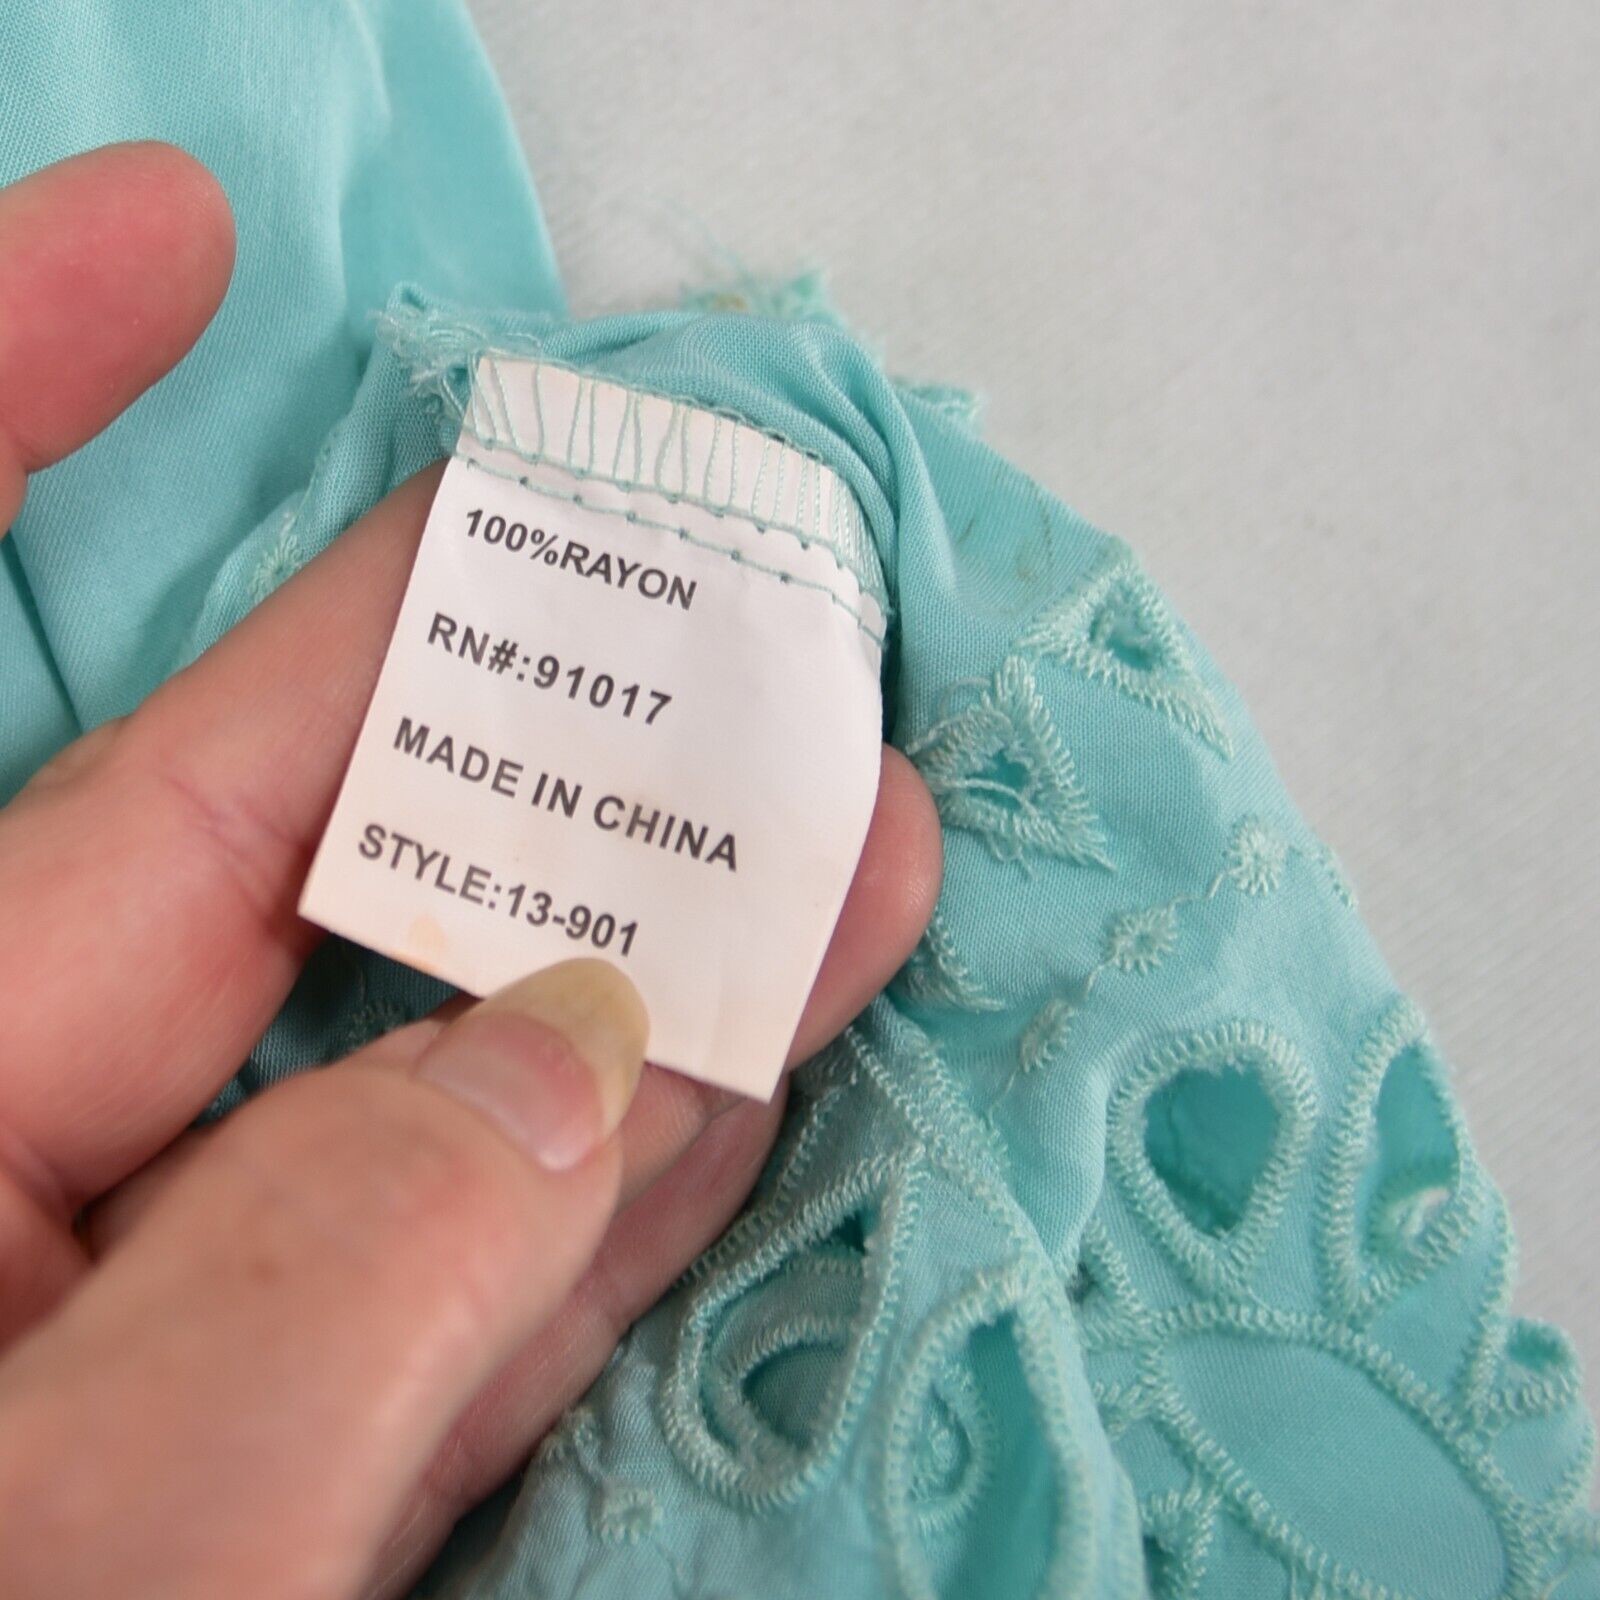 100%RAYON
RN#:91017
MADE IN CHINA
STYLE:13-901